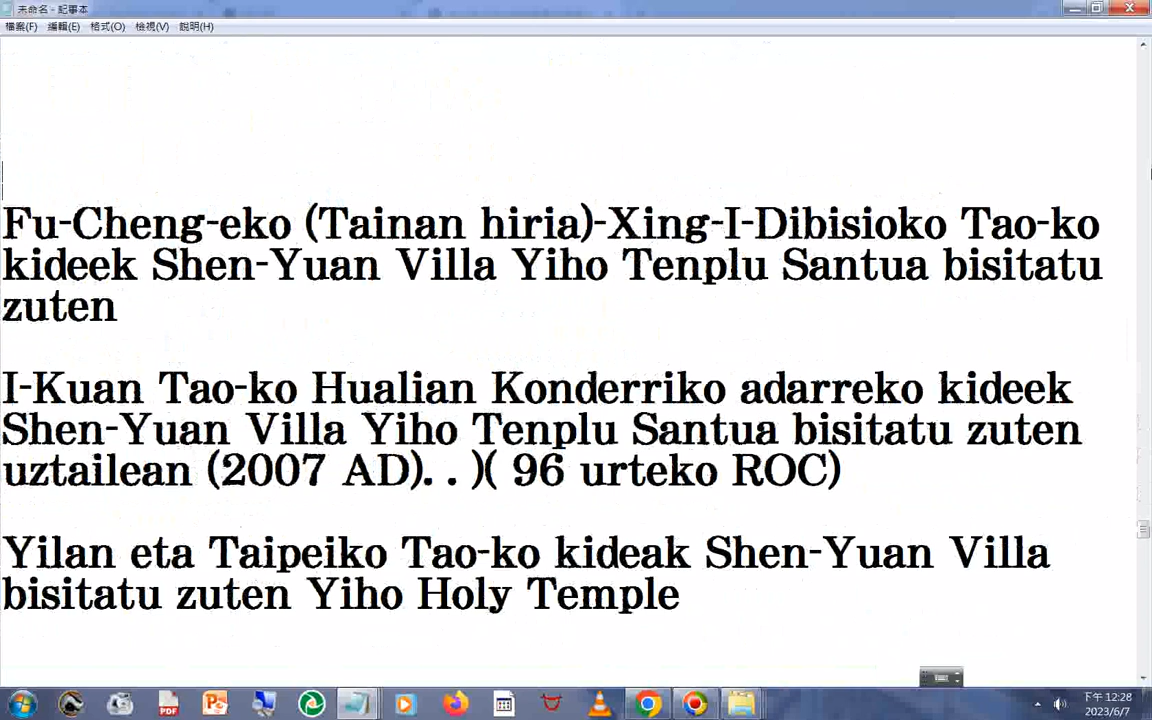 未命名 - 記事本
檔案(F) 編輯(E) 格式(O) 檢視(V) 說明(H)
Fu-Cheng-eko (Tainan hiria)-Xing-I-Dibisioko Tao-ko
kideek Shen-Yuan Villa Yiho Tenplu Santua bisitatu
zuten
I-Kuan Tao-ko Hualian Konderriko adarreko kideek
Shen-Yuan Villa Yiho Tenplu Santua bisitatu zuten
uztailean (2007 AD). . )( 96 urteko ROC)
Yilan eta Taipeiko Tao-ko kideak Shen-Yuan Villa
bisitatu zuten Yiho Holy Temple
PDF
下午 12:28
2023/6/7